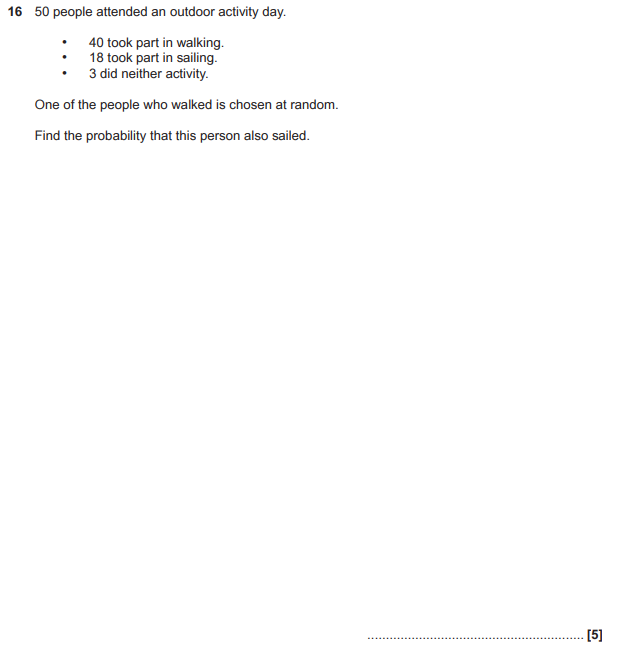 16 50 people attended an outdoor activity day.
• 40 took part in walking.
• 18 took part in sailing.
• 3 did neither activity.
One of the people who walked is chosen at random.
Find the probability that this person also sailed.
.......................................................... [5]